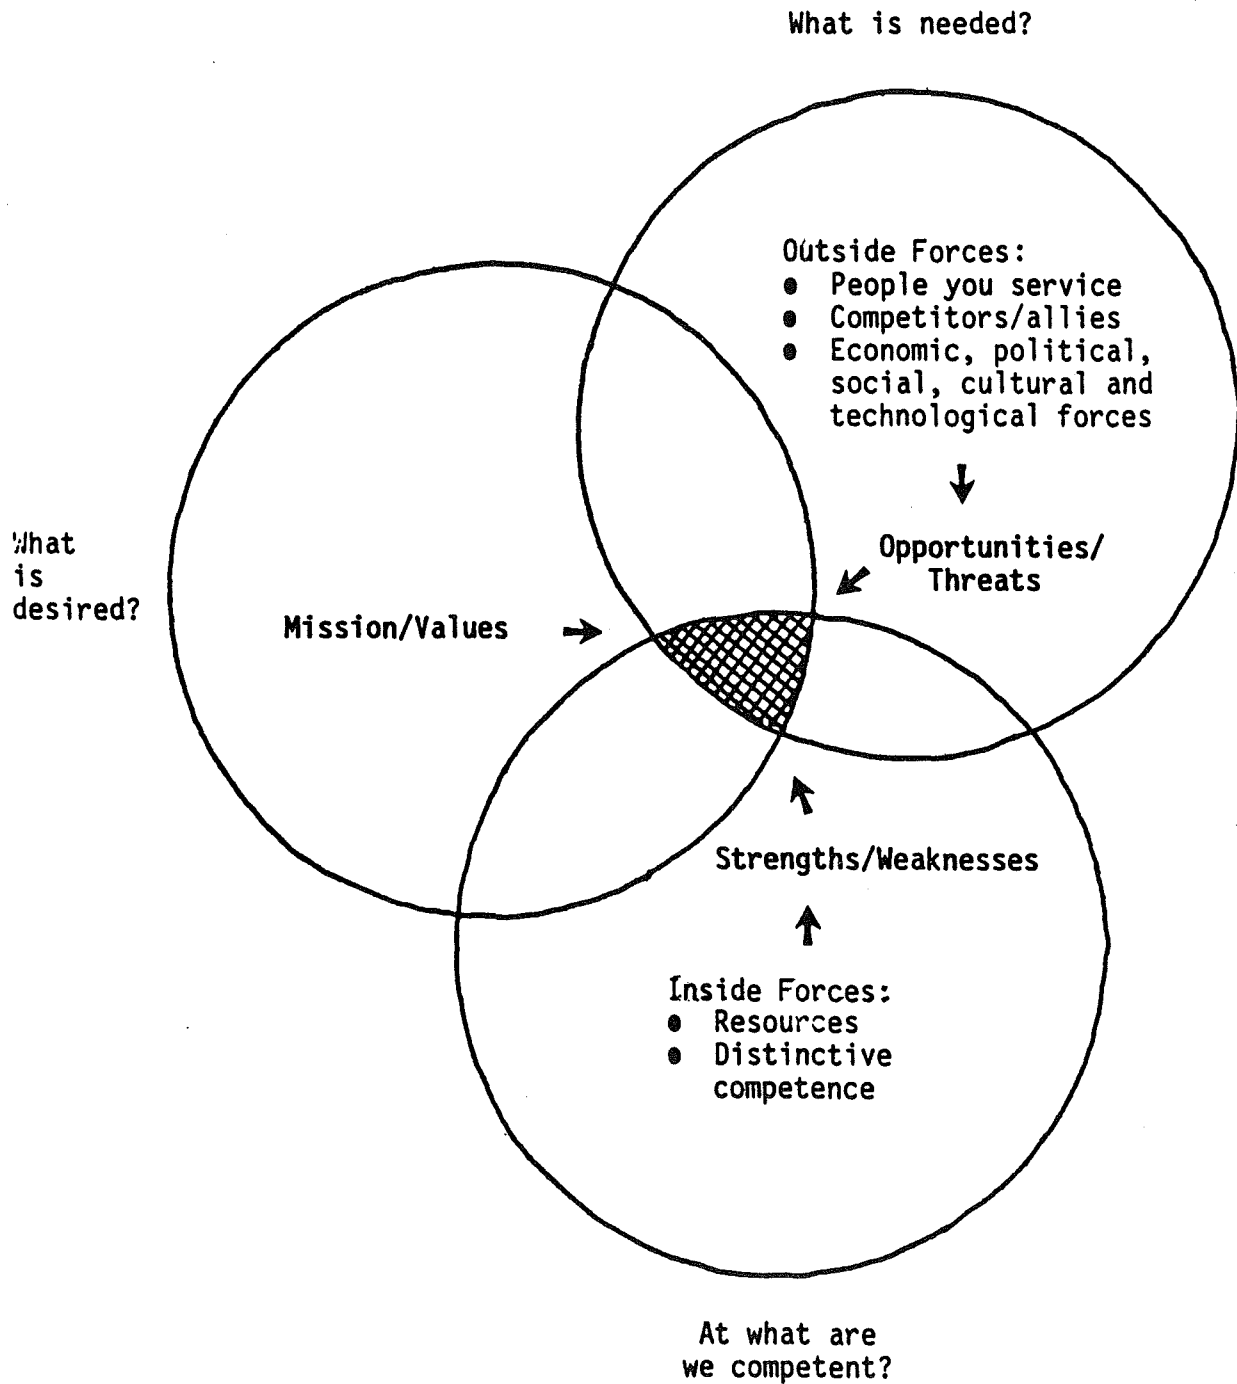 What is needed?
Outside Forces:
● People you service
● Competitors/allies
● Economic, political,
social, cultural and
technological forces
Opportunities/
Threats
What
is
desired?
Mission/Values
Strengths/Weaknesses
Inside Forces:
● Resources
● Distinctive
competence
At what are
we competent?